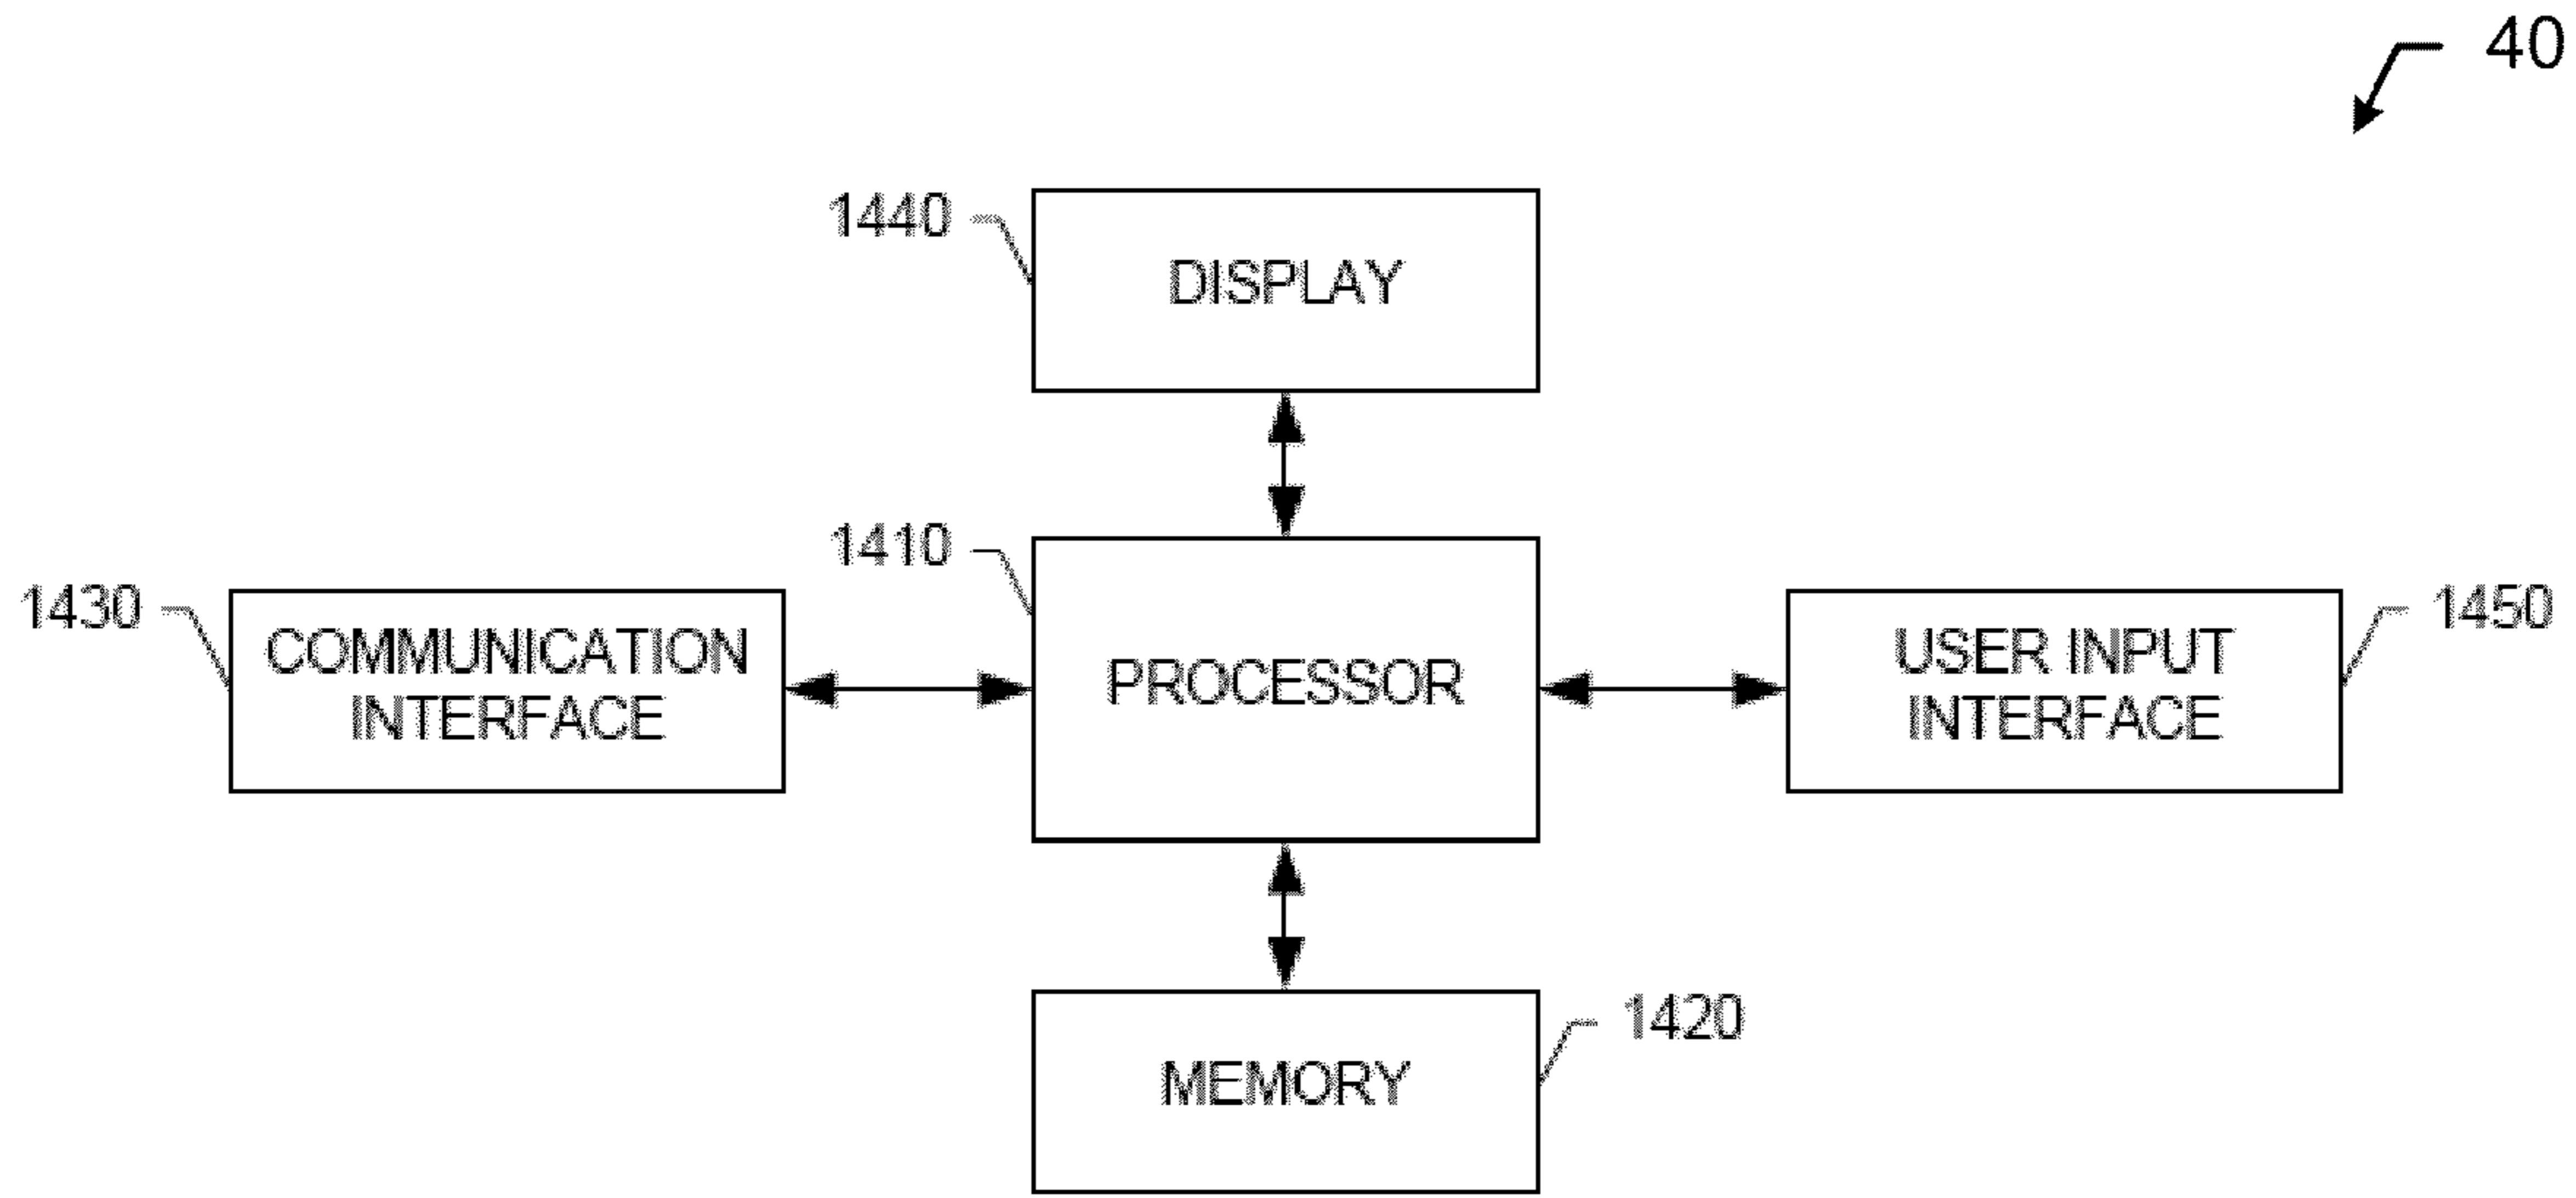 40
1440
DISPLAY
1410
1430
COMMUNICATION
INTERFACE
PROCESSOR
USER INPUT
INTERFACE
1450
1420
MEMORY